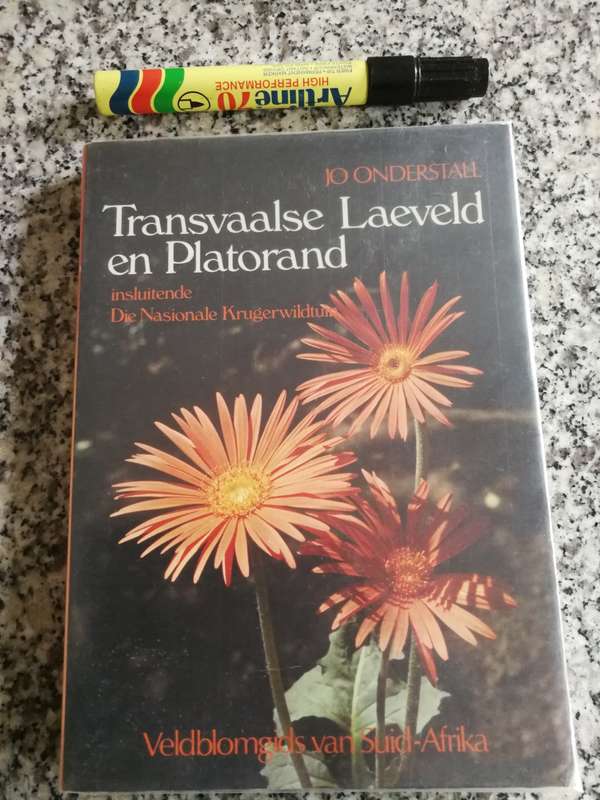 Artline 70
HIGH PERFORMANCE
JO ONDERSTALL
Transvaalse Laeveld
en Platorand
insluitende
Die Nasionale Krugerwildtuin
Veldblomgids van Suid-Afrika